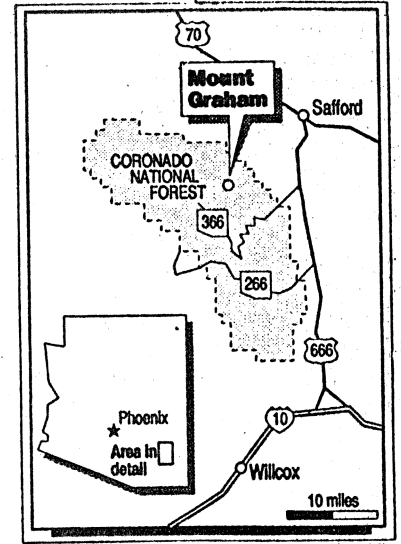 70
Mount
Graham
Safford
CORONADO
NATIONAL
FOREST
366
266
666
Phoenix
Area in
detail
10
Willcox
10 miles